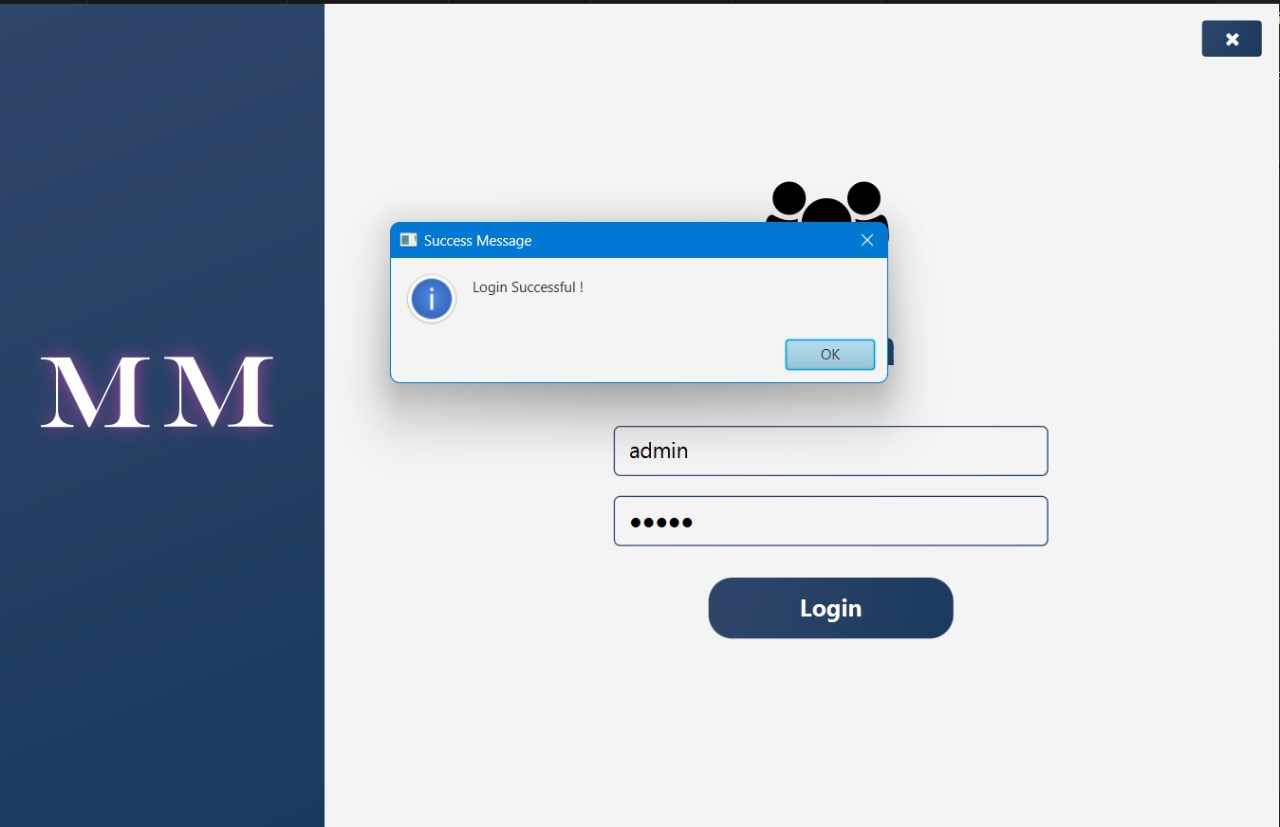 Success Message
Login Successful !
OK
MM
admin
Login